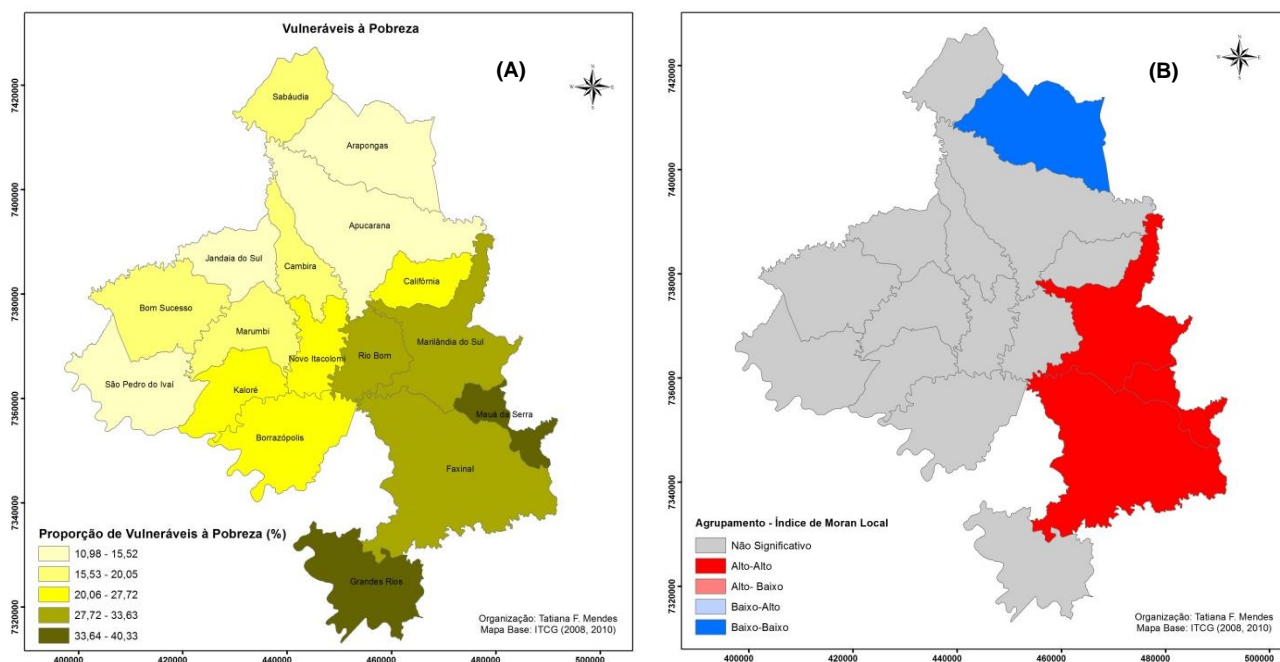 Vulneráveis à Pobreza
(A)
N
W
E
S
7420000
7400000
7380000
7360000
7340000
7320000
Sabáudia
Arapongas
Apucarana
Jandaia do Sul
Cambira
Califórnia
Bom Sucesso
Marumbi
Novo Itacolomi
Rio Bom
Marilândia do Sul
São Pedro do Ivaí
Kaloré
Mauá da Serra
Borrazópolis
Faxinal
Grandes Rios
Proporção de Vulneráveis à Pobreza (%)
10,98 - 15,52
15,53 - 20,05
20,06 - 27,72
27,72 - 33,63
33,64 - 40,33
Organização: Tatiana F. Mendes
Mapa Base: ITCG (2008, 2010)
400000 420000 440000 460000 480000 500000
(B)
N
W
E
S
7420000
7400000
7380000
7360000
7340000
7320000
Agrupamento - Índice de Moran Local
Não Significativo
Alto-Alto
Alto- Baixo
Baixo-Alto
Baixo-Baixo
Organização: Tatiana F. Mendes
Mapa Base: ITCG (2008, 2010)
400000 420000 440000 460000 480000 500000